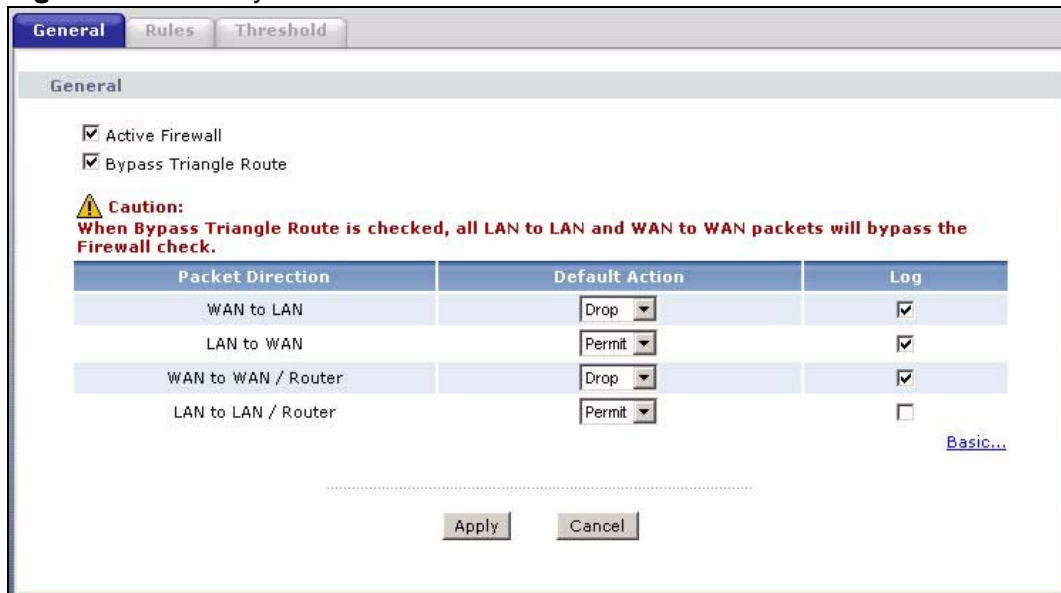 General Rules Threshold
General
Active Firewall
Bypass Triangle Route
Caution:
When Bypass Triangle Route is checked, all LAN to LAN and WAN to WAN packets will bypass the
Firewall check.
Packet Direction Default Action Log
WAN to LAN Drop
LAN to WAN Permit
WAN to WAN / Router Drop
LAN to LAN / Router Permit
Basic...
Apply Cancel